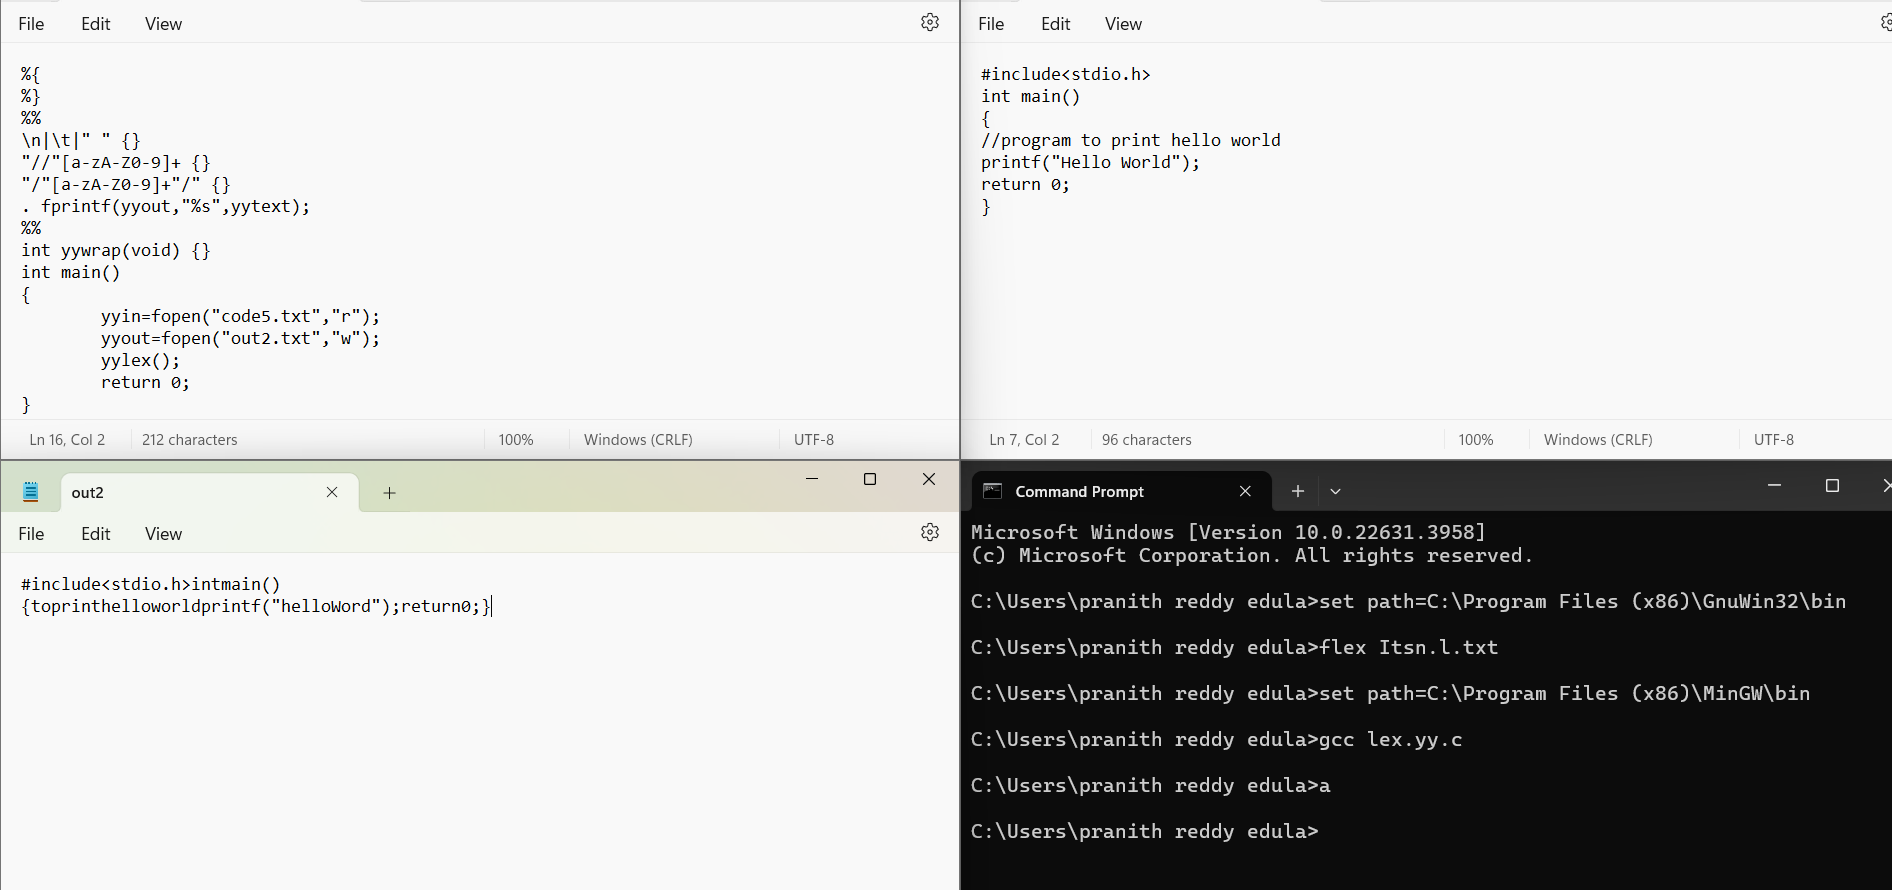 File Edit View
%{
%}
%%
\n|\t|" " {}
"//"[a-zA-Z0-9]+ {}
"/"[a-zA-Z0-9]+"/" {}
. fprintf(yyout,"%s",yytext);
%%
int yywrap(void) {}
int main()
{
yyin=fopen("code5.txt","r");
yyout=fopen("out2.txt","w");
yylex();
return 0;
}
Ln 16, Col 2 212 characters 100% Windows (CRLF) UTF-8
File Edit View
#include<stdio.h>
int main()
{
//program to print hello world
printf("Hello World");
return 0;
}
Ln 7, Col 2 96 characters 100% Windows (CRLF) UTF-8
out2
File Edit View
#include<stdio.h>intmain()
{toprinthelloworldprintf("helloWord");return0;}
Command Prompt
Microsoft Windows [Version 10.0.22631.3958]
(c) Microsoft Corporation. All rights reserved.
C:\Users\pranith reddy edula>set path=C:\Program Files (x86)\GnuWin32\bin
C:\Users\pranith reddy edula>flex Itsn.l.txt
C:\Users\pranith reddy edula>set path=C:\Program Files (x86)\MinGW\bin
C:\Users\pranith reddy edula>gcc lex.yy.c
C:\Users\pranith reddy edula>a
C:\Users\pranith reddy edula>